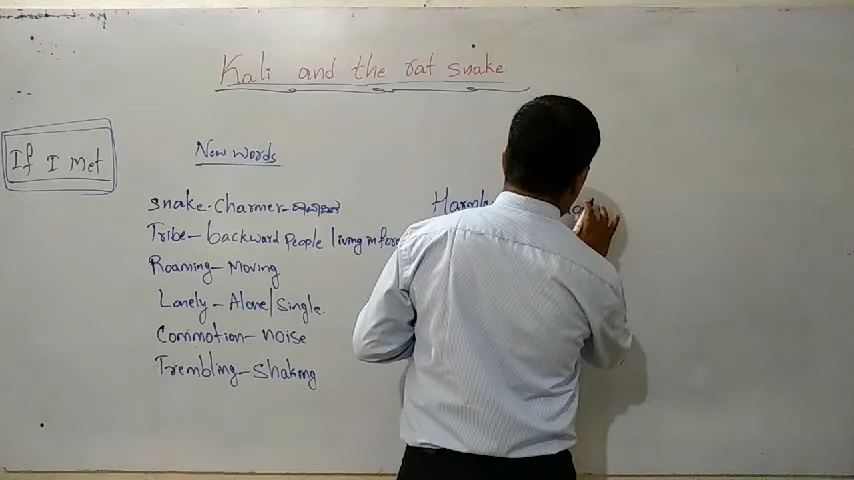 Kali and the rat snake
If I met
New words
snake-charmer-
Tribe- backward people living in
Roaming- Moving
Lonely- Alone/Single.
Commotion- noise
Trembling- shaking